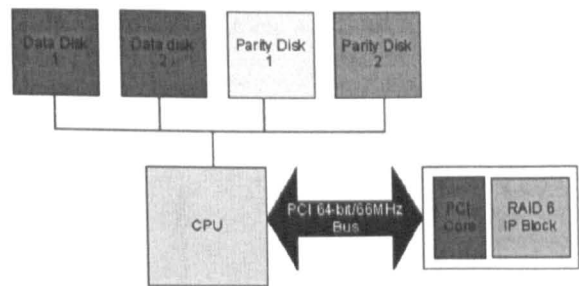 Data Disk
1
Data disk
2
Parity Disk
1
Parity Disk
2
CPU
PCI 64-bit/66MHz
Bus
PCI
Core
RAID 6
IP Block